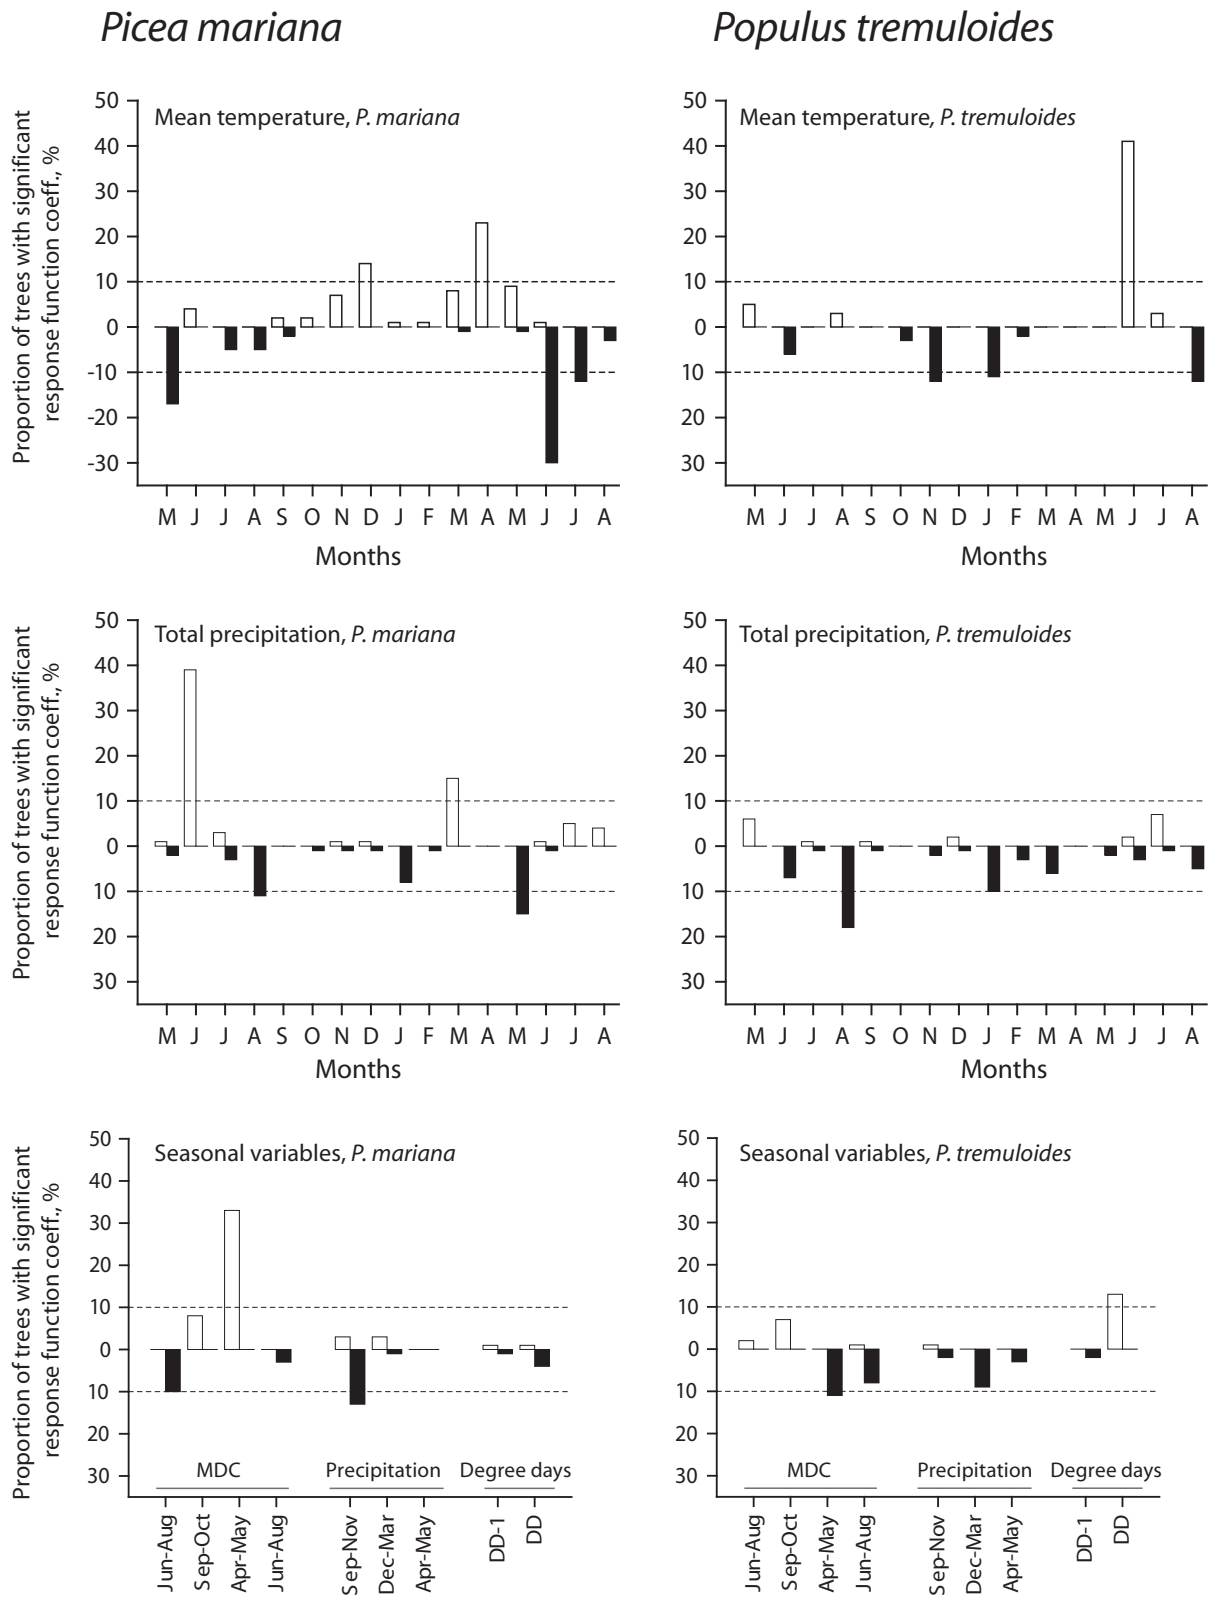 Picea mariana
Populus tremuloides
Proportion of trees with significant
response function coeff., %
50
40
30
20
10
0
-10
-20
-30
Mean temperature, P. mariana
M J J A S O N D J F M A M J J A
Months
50
40
30
20
10
0
-10
-20
30
Mean temperature, P. tremuloides
M J J A S O N D J F M A M J J A
Months
Proportion of trees with significant
response function coeff., %
50
40
30
20
10
0
10
20
30
Total precipitation, P. mariana
M J J A S O N D J F M A M J J A
Months
50
40
30
20
10
0
10
20
30
Total precipitation, P. tremuloides
M J J A S O N D J F M A M J J A
Months
Proportion of trees with significant
response function coeff., %
50
40
30
20
10
0
10
20
30
Seasonal variables, P. mariana
MDC Precipitation Degree days
Jun-Aug
Sep-Oct
Apr-May
Jun-Aug
Sep-Nov
Dec-Mar
Apr-May
DD-1
DD
50
40
30
20
10
0
10
20
30
Seasonal variables, P. tremuloides
MDC Precipitation Degree days
Jun-Aug
Sep-Oct
Apr-May
Jun-Aug
Sep-Nov
Dec-Mar
Apr-May
DD-1
DD